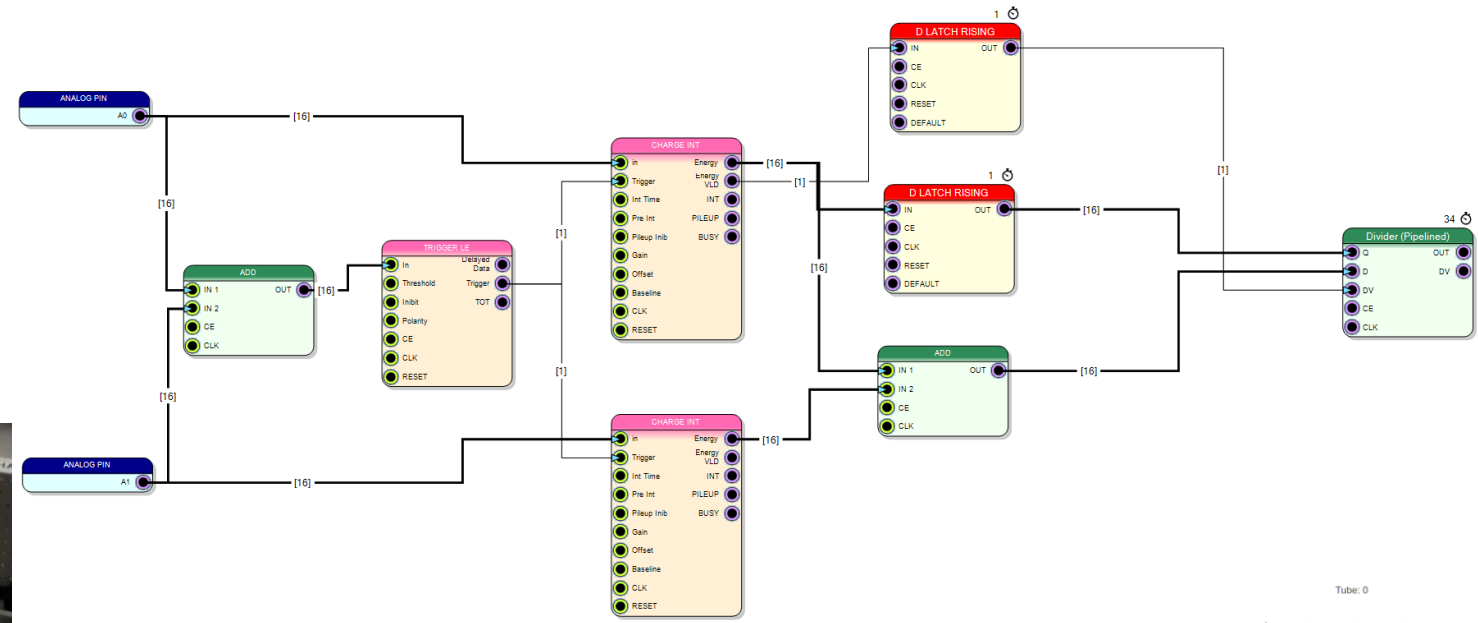 ANALOG PIN
A0
[16]
[16]
ADD
IN 1
OUT
IN 2
CE
CLK
[16]
[16]
ANALOG PIN
A1
[16]
TRIGGER LE
In
Delayed Data
Threshold
Trigger
Inibit
TOT
Polarity
CE
CLK
RESET
[1]
[1]
CHARGE INT
in
Energy
Trigger
Energy VLD
Int Time
INT
Pre Int
PILEUP
Pileup Inib
BUSY
Gain
Offset
Baseline
CLK
RESET
[16]
[1]
[16]
CHARGE INT
in
Energy
Trigger
Energy VLD
Int Time
INT
Pre Int
PILEUP
Pileup Inib
BUSY
Gain
Offset
Baseline
CLK
RESET
[16]
1
D LATCH RISING
IN
OUT
CE
CLK
RESET
DEFAULT
[1]
1
D LATCH RISING
IN
OUT
CE
CLK
RESET
DEFAULT
[16]
ADD
IN 1
OUT
IN 2
CE
CLK
[16]
34
Divider (Pipelined)
Q
OUT
D
DV
DV
CE
CLK
Tube: 0